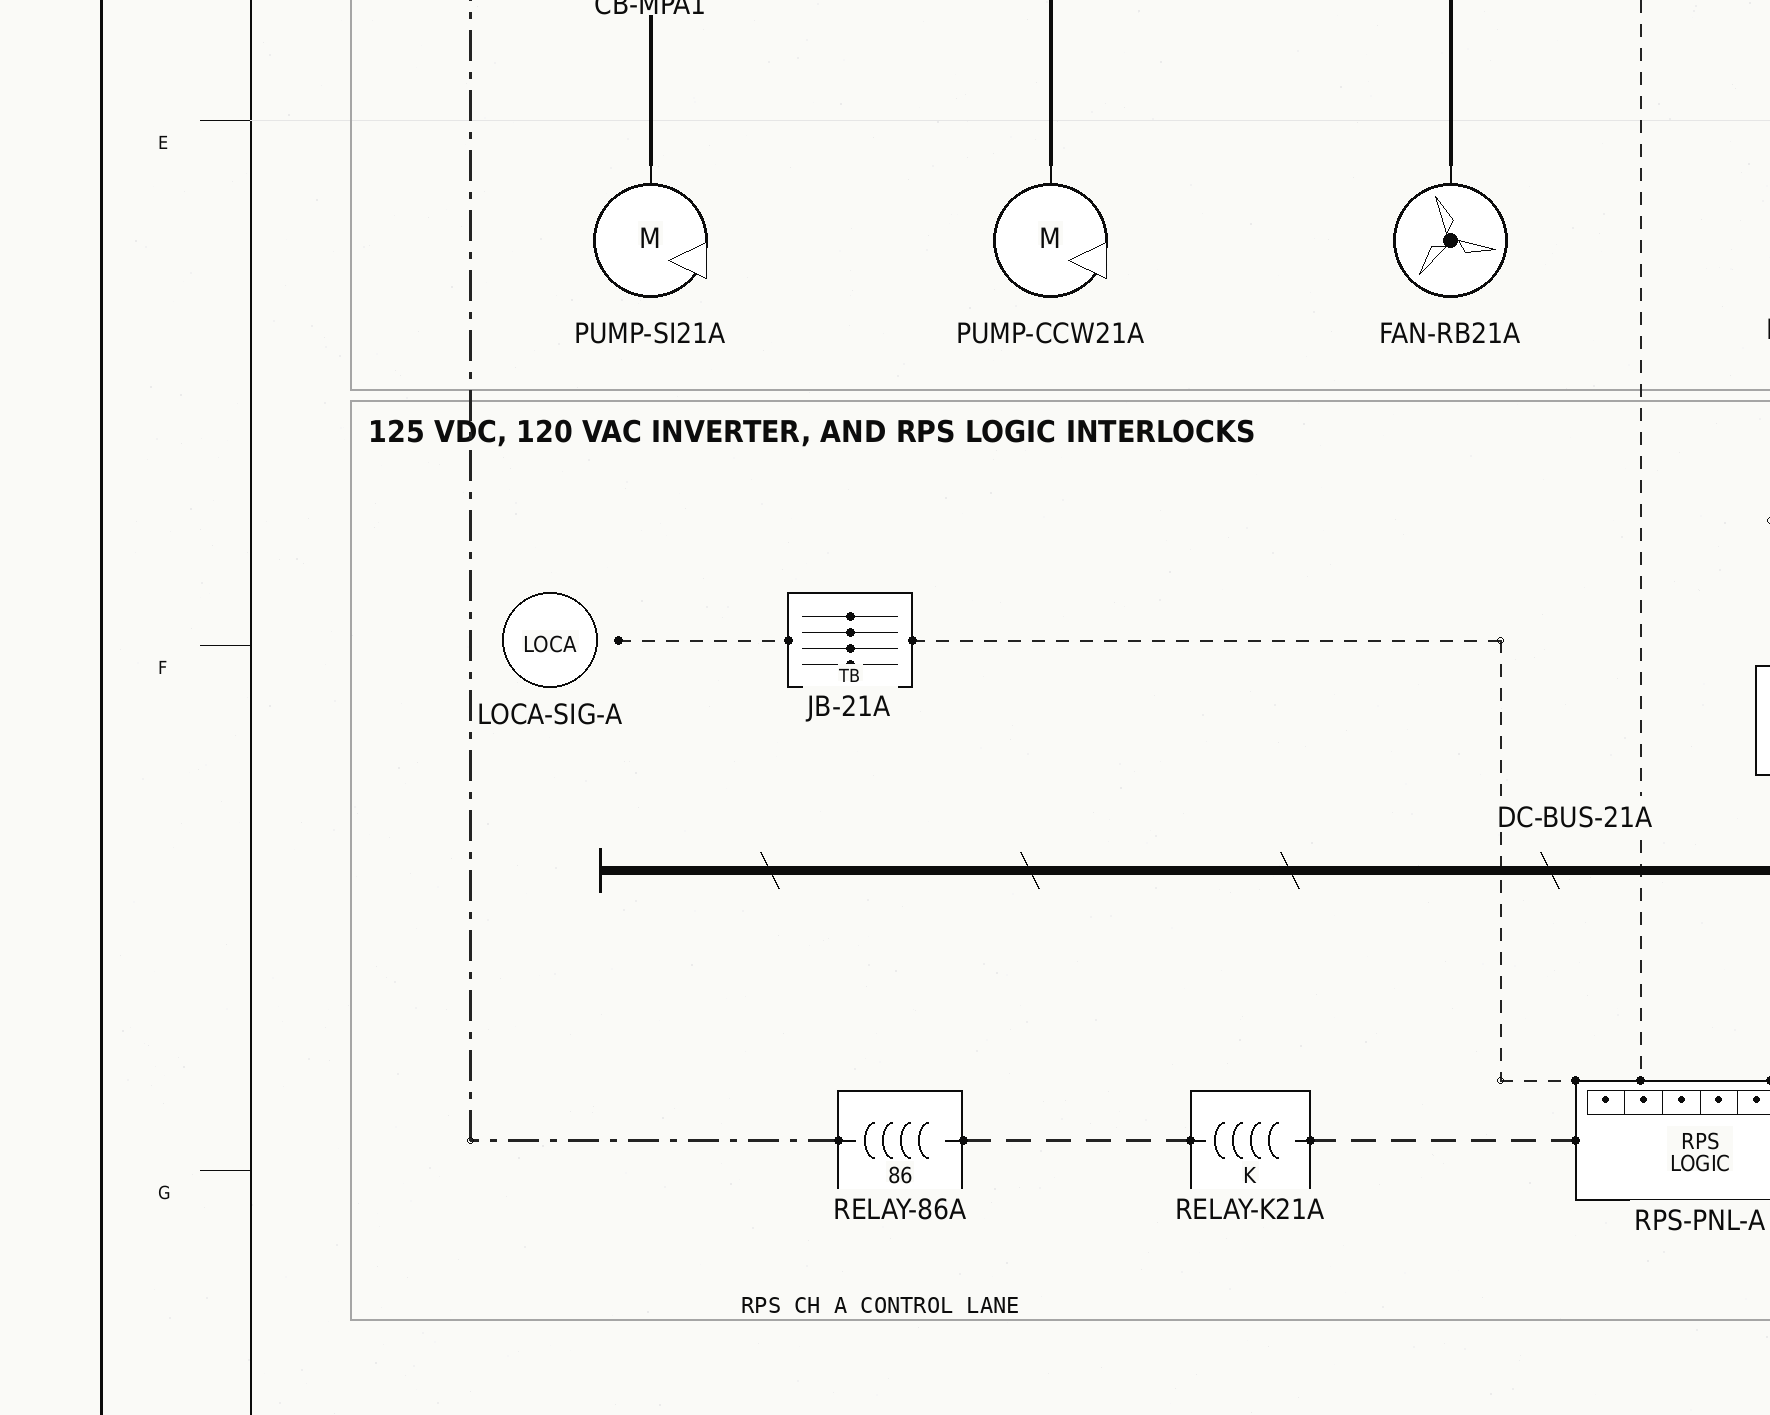 CB-MPA1
E
M
M
PUMP-SI21A
PUMP-CCW21A
FAN-RB21A
125 VDC, 120 VAC INVERTER, AND RPS LOGIC INTERLOCKS
LOCA
TB
F
LOCA-SIG-A
JB-21A
DC-BUS-21A
RPS
LOGIC
86
K
G
RELAY-86A
RELAY-K21A
RPS-PNL-A
RPS CH A CONTROL LANE